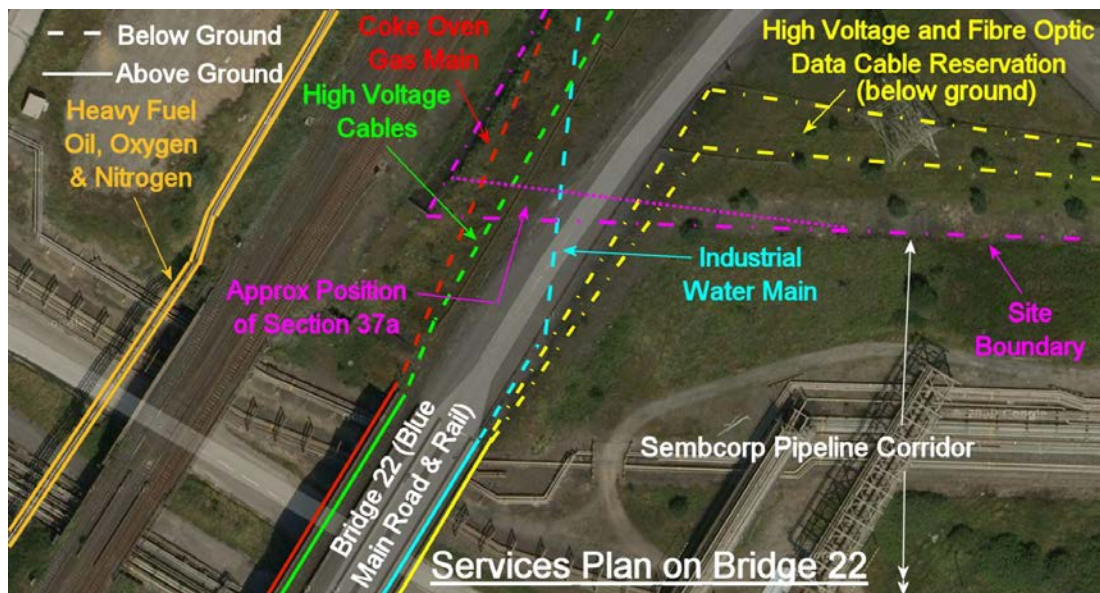 Below Ground
Above Ground
Coke Oven
Gas Main
High Voltage
Cables
High Voltage and Fibre Optic
Data Cable Reservation
(below ground)
Heavy Fuel
Oil, Oxygen
& Nitrogen
Approx Position
of Section 37a
Industrial
Water Main
Site
Boundary
Sembcorp Pipeline Corridor
Bridge 22 (Blue
Main Road & Rail)
Services Plan on Bridge 22